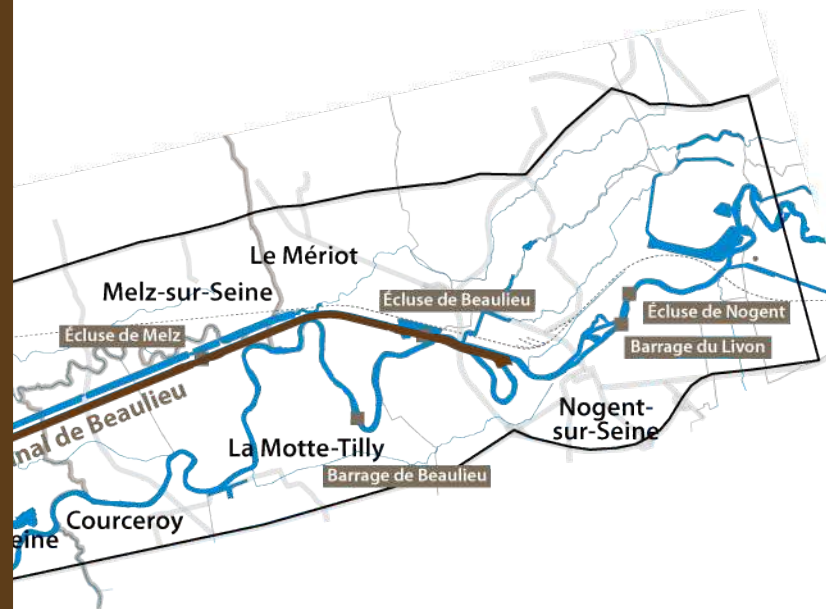 Le Mériot
Melz-sur-Seine
Écluse de Beaulieu
Écluse de Melz
Écluse de Nogent
Barrage du Livon
nal de Beaulieu
Nogent-
sur-Seine
La Motte-Tilly
Barrage de Beaulieu
Courceroy
eine